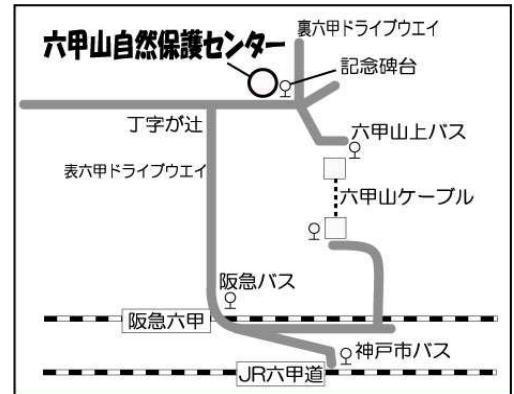 裏六甲ドライブウエイ
六甲山自然保護センター
記念碑台
丁字が辻
六甲山上バス
表六甲ドライブウエイ
六甲山ケーブル
阪急バス
阪急六甲
神戸市バス
JR六甲道